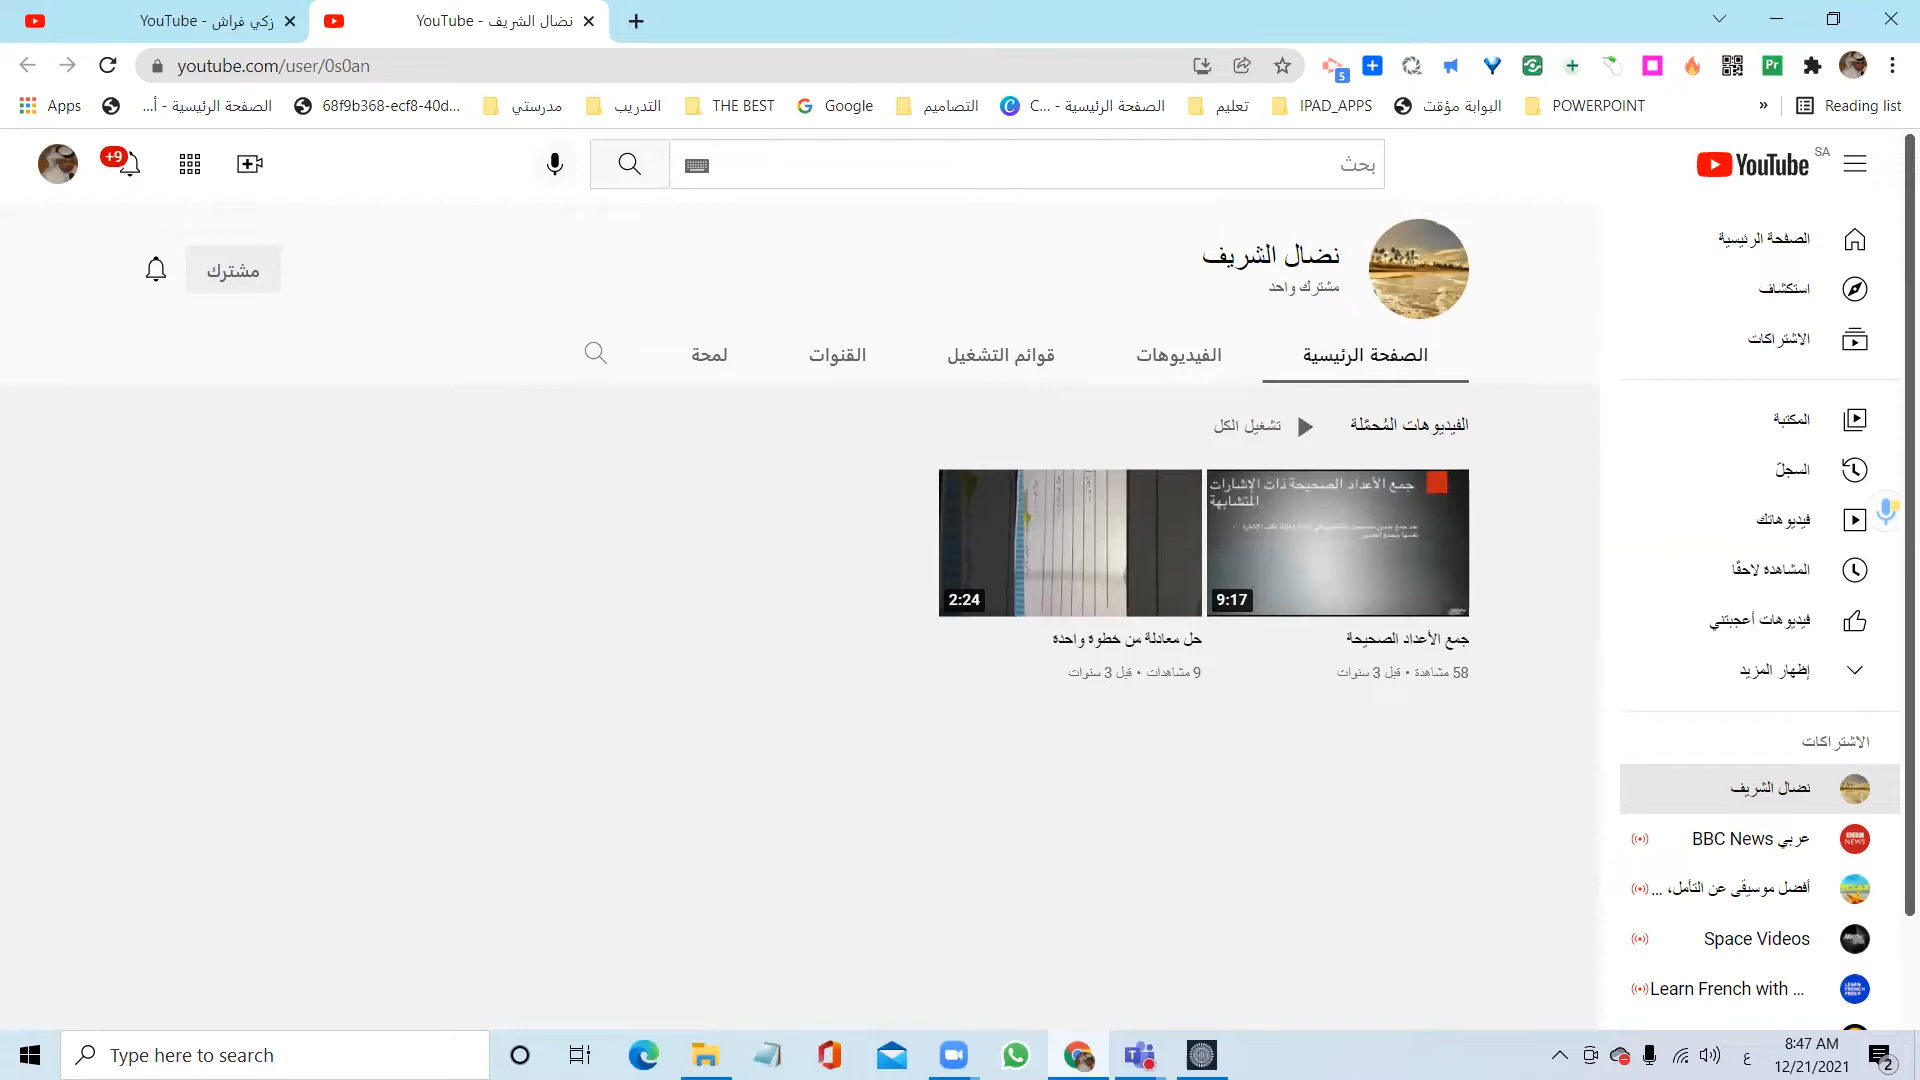 زكي فراش - YouTube
نضال الشريف - YouTube
youtube.com/user/0s0an
5
Pr
Apps
الصفحة الرئيسية - أ...
68f9b368-ecf8-40d...
مدرستي
التدريب
THE BEST
Google
التصاميم
الصفحة الرئيسية - C...
تعليم
IPAD_APPS
البوابة مؤقت
POWERPOINT
»
Reading list
9+
بحث
YouTube SA
نضال الشريف
مشترك واحد
مشترك
الصفحة الرئيسية
الفيديوهات
قوائم التشغيل
القنوات
لمحة
الفيديوهات المُحمَّلة
تشغيل الكل
جمع الأعداد الصحيحة ذات الإشارات
المتشابهة
9:17
2:24
جمع الأعداد الصحيحة
58 مشاهدة • قبل 3 سنوات
حل معادلة من خطوة واحدة
9 مشاهدات • قبل 3 سنوات
الصفحة الرئيسية
استكشاف
الاشتراكات
المكتبة
السجلّ
فيديوهاتك
المشاهدة لاحقًا
فيديوهات أعجبتني
إظهار المزيد
الاشتراكات
نضال الشريف
BBC News عربي
أفضل موسيقى عن التأمل، ...
Space Videos
Learn French with ...
Type here to search
ع
8:47 AM
12/21/2021
2